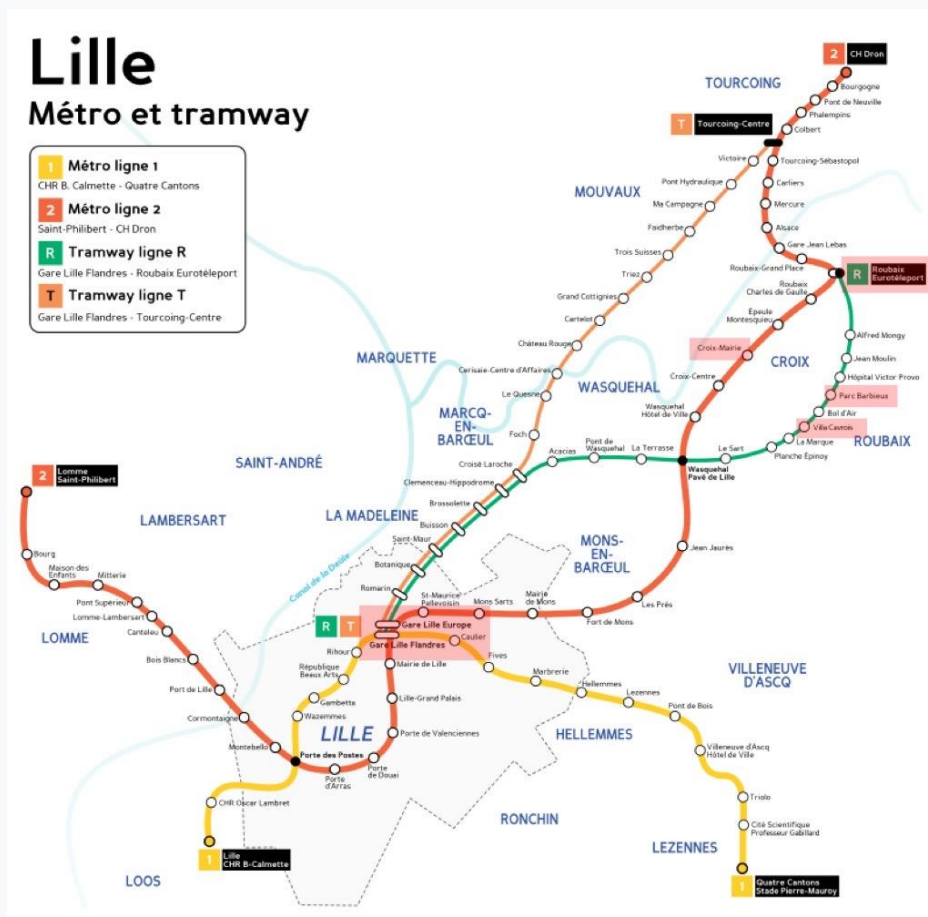 Lille
Métro et tramway
1 Métro ligne 1
CHR B. Calmette - Quatre Cantons
2 Métro ligne 2
Saint-Philibert - CH Dron
R Tramway ligne R
Gare Lille Flandres - Roubaix Eurotéleport
T Tramway ligne T
Gare Lille Flandres - Tourcoing-Centre
2 CH Dron
TOURCOING
Bourgogne
Pont de Neuville
Phalempins
Colbert
T Tourcoing-Centre
Victoire
Tourcoing-Sébastopol
Pont Hydraulique
Carliers
MOUVAUX
Ma Campagne
Mercure
Faidherbe
Alsace
Trois Suisses
Gare Jean Lebas
Triez
Roubaix-Grand Place
R Roubaix
Eurotéleport
Grand Cottignies
Roubaix
Charles de Gaulle
Cartelot
Epeule
Montesquieu
Alfred Mongy
Château Rouge
Croix-Mairie
Jean Moulin
MARQUETTE
CROIX
Cerisaie-Centre d'Affaires
Croix-Centre
Hôpital Victor Provo
WASQUEHAL
Le Quesne
Parc Barbieux
MARCQ-
EN-
BARŒUL
Wasquehal
Hôtel de Ville
Bol d'Air
Foch
Villa Cavrois
La Marque
ROUBAIX
Croisé Laroche
Acacias
Pont de
Wasquehal
La Terrasse
Le Sart
Planche Epinoy
Wasquehal
Pavé de Lille
SAINT-ANDRÉ
2 Lomme
Saint-Philibert
Clemenceau-Hippodrome
Brossolette
LAMBERSART
LA MADELEINE
Buisson
Saint-Maur
MONS-
EN-
BARŒUL
Jean Jaurès
Bourg
Canal de la Deûle
Botanique
Maison des
Enfants
Mitterie
Romarin
St-Maurice
Pellevoisin
Mons Sarts
Mairie
de Mons
Les Prés
Pont Supérieur
Lomme-Lambersart
Fort de Mons
R T
Gare Lille Europe
Gare Lille Flandres
Caulier
LOMME
Canteleu
Rihour
Bois Blancs
République
Beaux Arts
Mairie de Lille
Fives
VILLENEUVE
D'ASCQ
Marbrerie
Port de Lille
Gambette
Lille-Grand Palais
Hellemmes
Lezennes
Cormontaigne
Wazemmes
Pont de Bois
LILLE
Porte de Valenciennes
HELLEMMES
Montebello
Porte des Postes
Villeneuve d'Ascq
Hôtel de Ville
Porte
d'Arras
Porte
de Douai
CHR Oscar Lambret
Triolo
RONCHIN
Cité Scientifique
Professeur Gabillard
LEZENNES
1 Lille
CHR B-Calmette
LOOS
1 Quatre Cantons
Stade Pierre-Mauroy